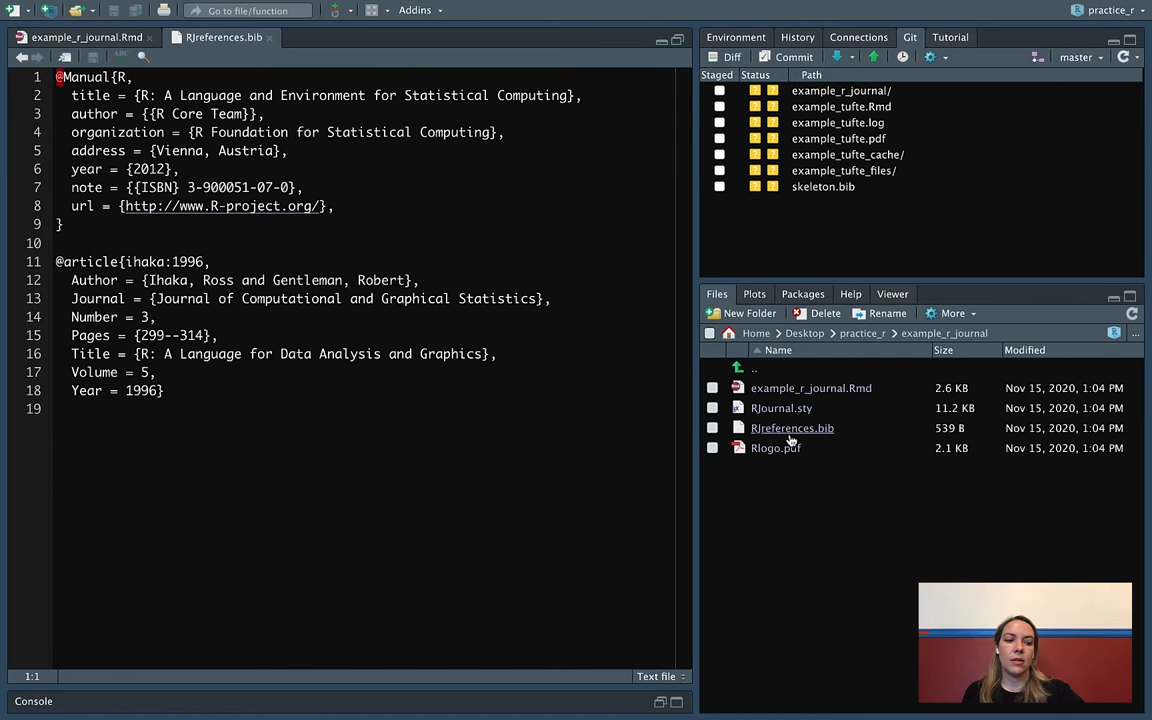 Go to file/function
Addins
practice_r
example_r_journal.Rmd
RJreferences.bib
1 @Manual{R,
2 title = {R: A Language and Environment for Statistical Computing},
3 author = {{R Core Team}},
4 organization = {R Foundation for Statistical Computing},
5 address = {Vienna, Austria},
6 year = {2012},
7 note = {{ISBN} 3-900051-07-0},
8 url = {http://www.R-project.org/},
9 }
10
11 @article{ihaka:1996,
12 Author = {Ihaka, Ross and Gentleman, Robert},
13 Journal = {Journal of Computational and Graphical Statistics},
14 Number = 3,
15 Pages = {299--314},
16 Title = {R: A Language for Data Analysis and Graphics},
17 Volume = 5,
18 Year = 1996}
19
1:1
Text file
Console
Environment History Connections Git Tutorial
Diff Commit master
Staged Status Path
example_r_journal/
example_tufte.Rmd
example_tufte.log
example_tufte.pdf
example_tufte_cache/
example_tufte_files/
skeleton.bib
Files Plots Packages Help Viewer
New Folder Delete Rename More
Home Desktop practice_r example_r_journal ...
Name Size Modified
..
example_r_journal.Rmd 2.6 KB Nov 15, 2020, 1:04 PM
RJournal.sty 11.2 KB Nov 15, 2020, 1:04 PM
RJreferences.bib 539 B Nov 15, 2020, 1:04 PM
Rlogo.pdf 2.1 KB Nov 15, 2020, 1:04 PM